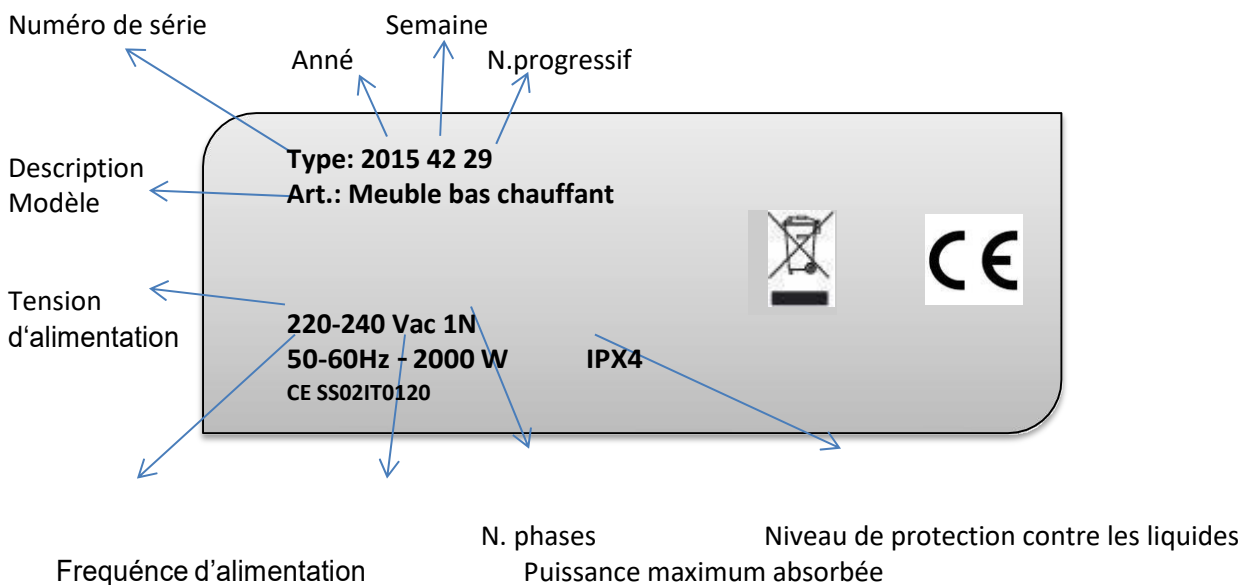 Numéro de série
Semaine
Anné
N.progressif
Type: 2015 42 29
Description
Modèle
Art.: Meuble bas chauffant
CE
Tension
d‘alimentation
220-240 Vac 1N
50-60Hz - 2000 W IPX4
CE SS02IT0120
N. phases
Niveau de protection contre les liquides
Frequénce d’alimentation
Puissance maximum absorbée